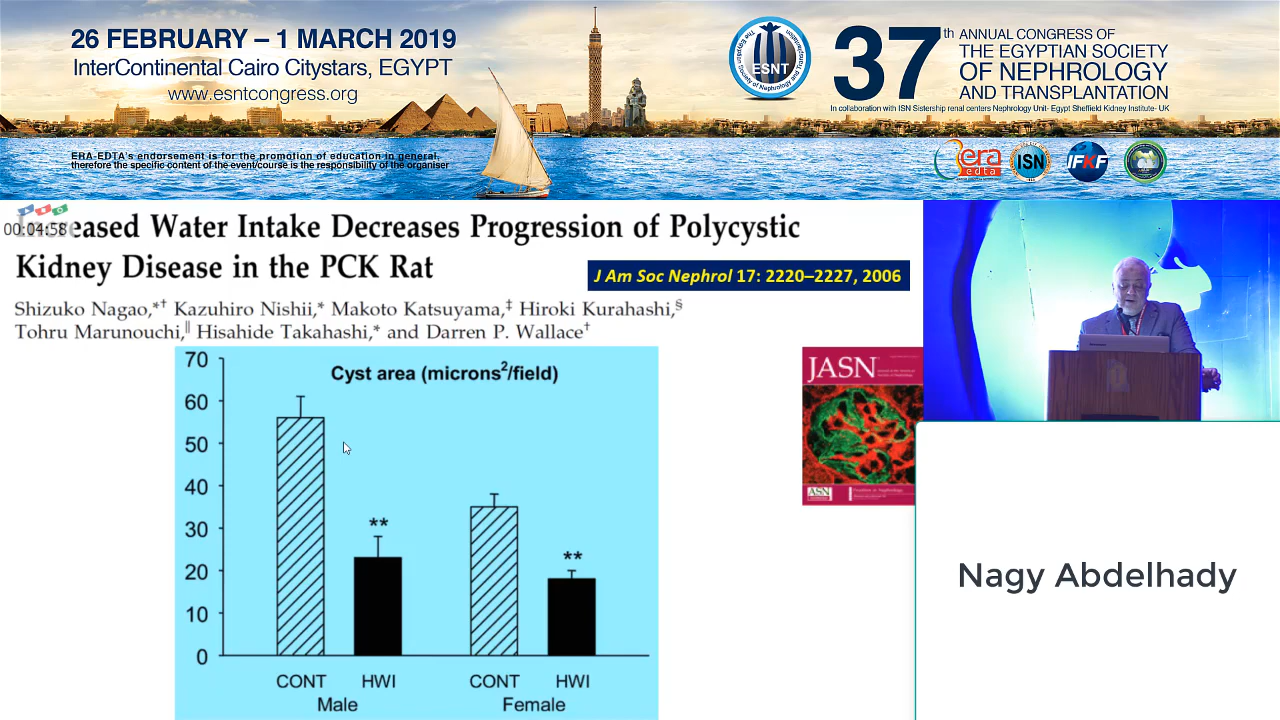 26 FEBRUARY – 1 MARCH 2019
InterContinental Cairo Citystars, EGYPT
www.esntcongress.org
ERA-EDTA's endorsement is for the promotion of education in general,
therefore the specific content of the event/course is the responsibility of the organiser
ESNT
37th ANNUAL CONGRESS OF
THE EGYPTIAN SOCIETY
OF NEPHROLOGY
AND TRANSPLANTATION
In collaboration with ISN Sistership renal centers Nephrology Unit- Egypt Sheffield Kidney Institute- UK
era
edta
ISN
IFKF
00:04:58
eased Water Intake Decreases Progression of Polycystic
Kidney Disease in the PCK Rat
J Am Soc Nephrol 17: 2220–2227, 2006
Shizuko Nagao,*† Kazuhiro Nishii,* Makoto Katsuyama,‡ Hiroki Kurahashi,§
Tohru Marunouchi,‖ Hisahide Takahashi,* and Darren P. Wallace†
Cyst area (microns2/field)
70
60
50
40
30
20
10
0
**
**
CONT
HWI
CONT
HWI
Male
Female
JASN
ASN
Nagy Abdelhady